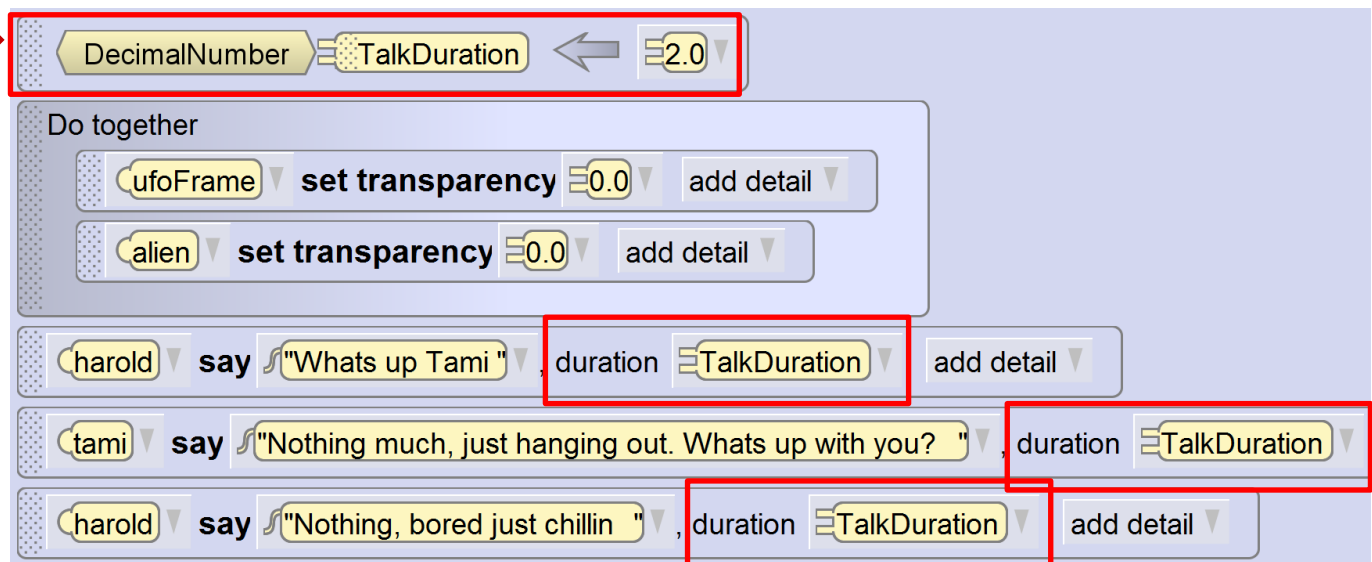 DecimalNumber TalkDuration 2.0
Do together
ufoFrame set transparency 0.0 add detail
alien set transparency 0.0 add detail
harold say "Whats up Tami ", duration TalkDuration add detail
tami say "Nothing much, just hanging out. Whats up with you? ", duration TalkDuration
harold say "Nothing, bored just chillin ", duration TalkDuration add detail